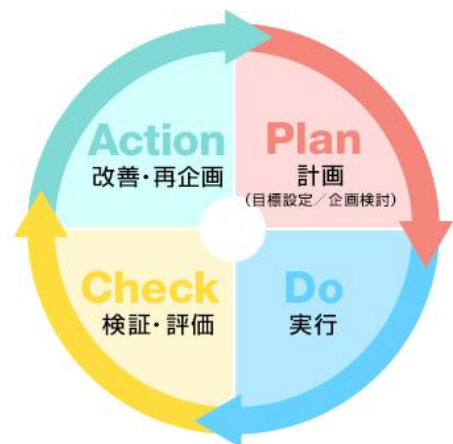 Action
改善・再企画
Plan
計画
(目標設定／企画検討)
Check
検証・評価
Do
実行